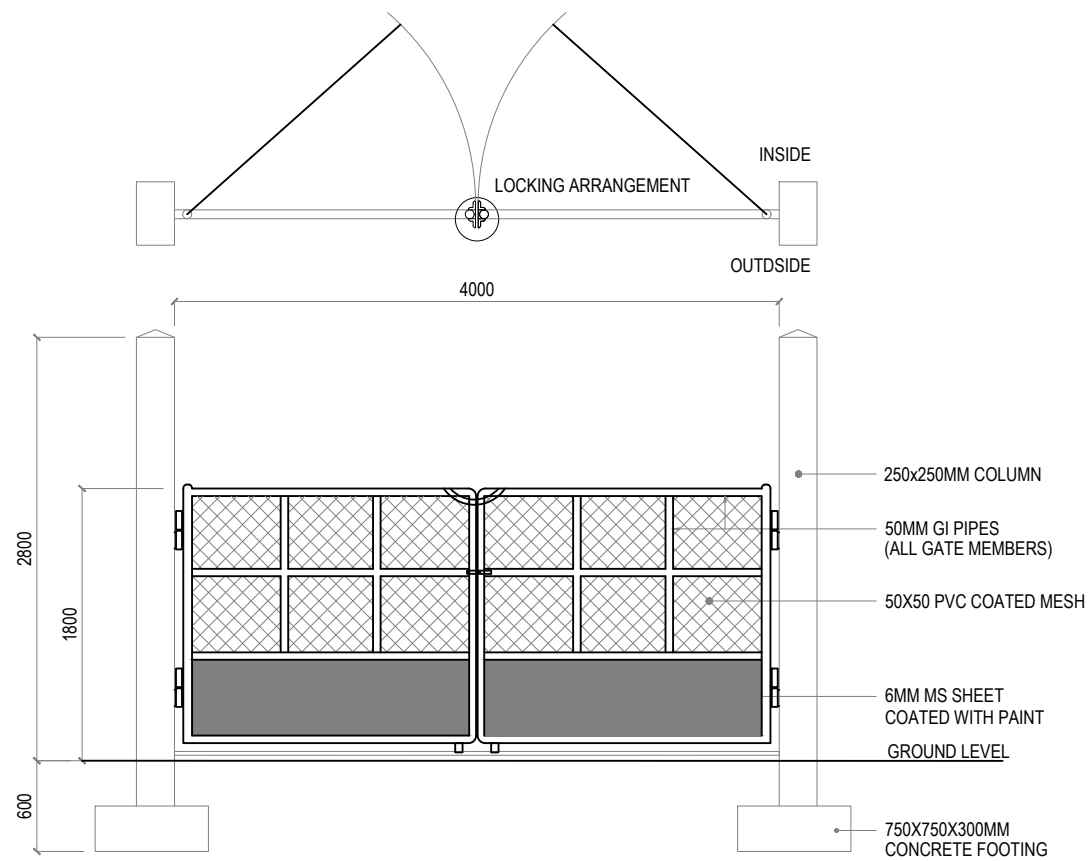 INSIDE
LOCKING ARRANGEMENT
OUTDSIDE
4000
2800
1800
600
250x250MM COLUMN
50MM GI PIPES
(ALL GATE MEMBERS)
50X50 PVC COATED MESH
6MM MS SHEET
COATED WITH PAINT
GROUND LEVEL
750X750X300MM
CONCRETE FOOTING